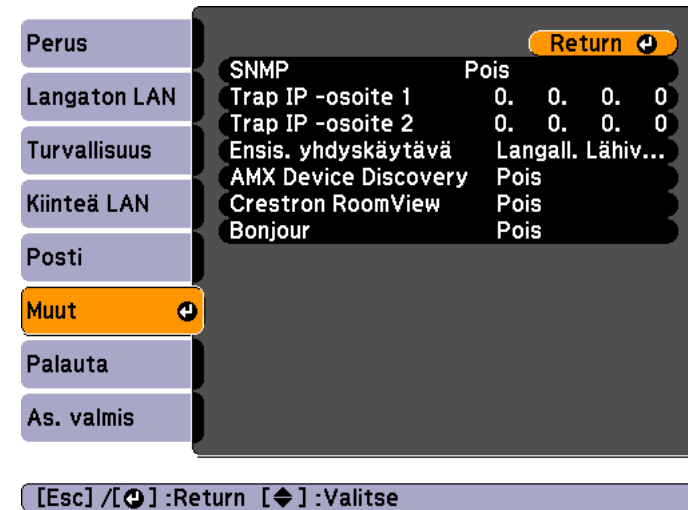 Perus
Langaton LAN
Turvallisuus
Kiinteä LAN
Posti
Muut
Palauta
As. valmis
Return
SNMP Pois
Trap IP -osoite 1 0. 0. 0. 0
Trap IP -osoite 2 0. 0. 0. 0
Ensis. yhdyskäytävä Langall. Lähiv...
AMX Device Discovery Pois
Crestron RoomView Pois
Bonjour Pois
[Esc] /[⏎] :Return [◆] :Valitse